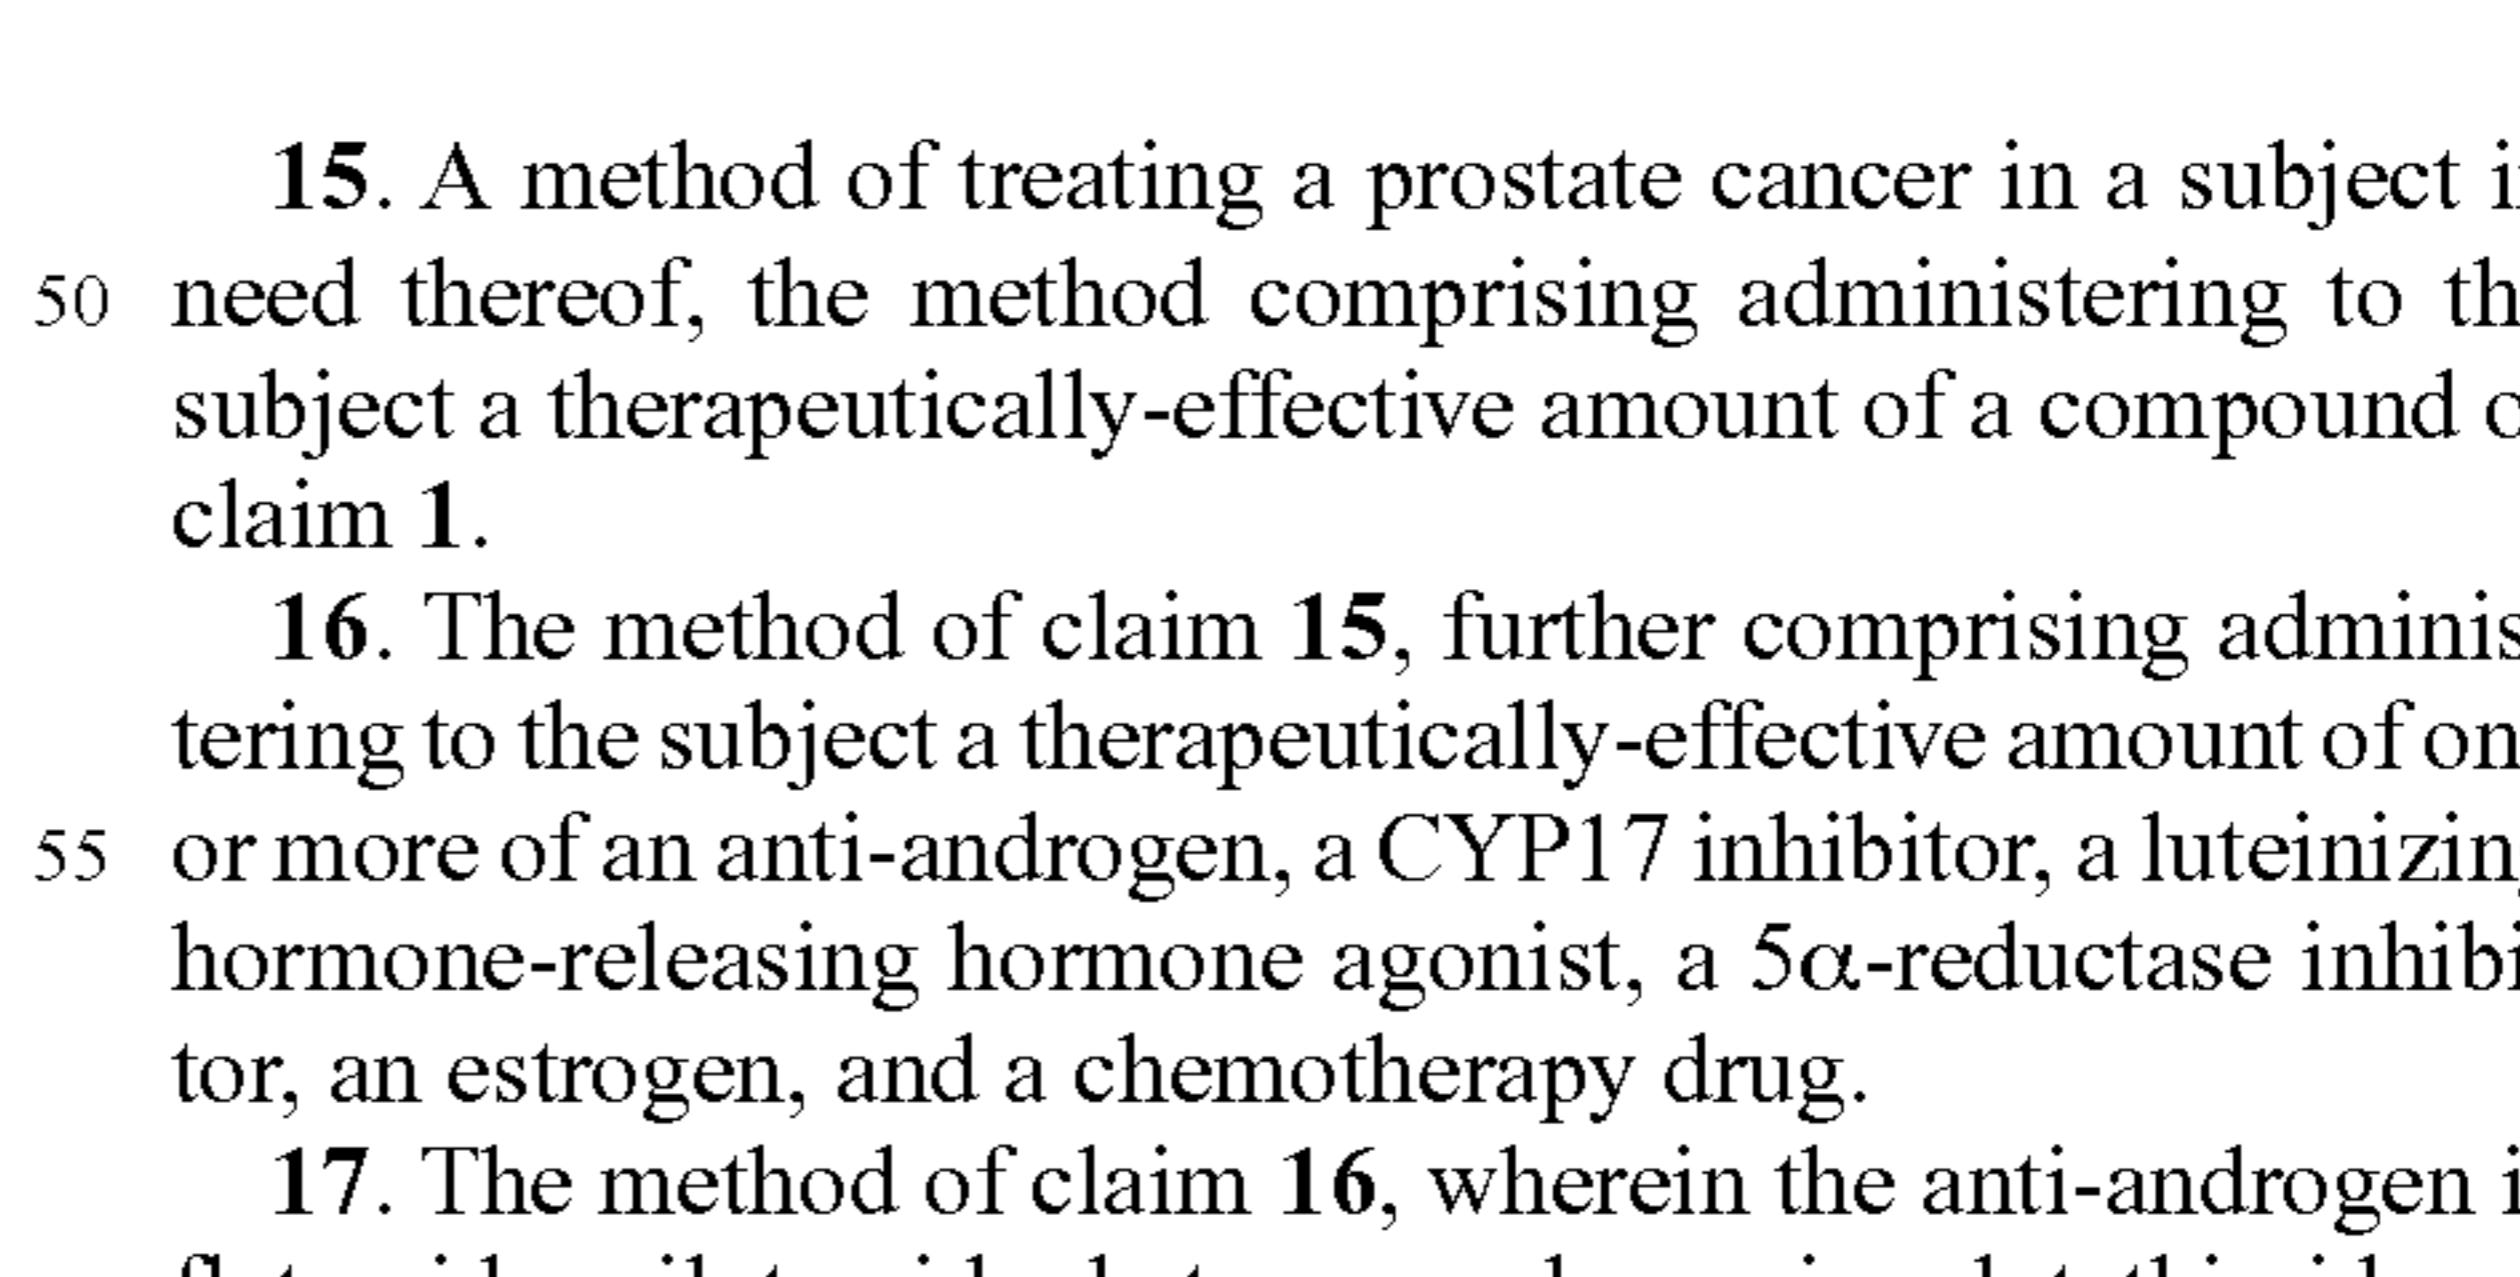 15. A method of treating a prostate cancer in a subject
50 need thereof, the method comprising administering to
subject a therapeutically-effective amount of a compound
claim 1.
16. The method of claim 15, further comprising adminis
tering to the subject a therapeutically-effective amount of
55 or more of an anti-androgen, a CYP17 inhibitor, a
hormone-releasing hormone agonist, a 5α-reductase inhibi
tor, an estrogen, and a chemotherapy drug.
17. The method of claim 16, wherein the anti-androgen